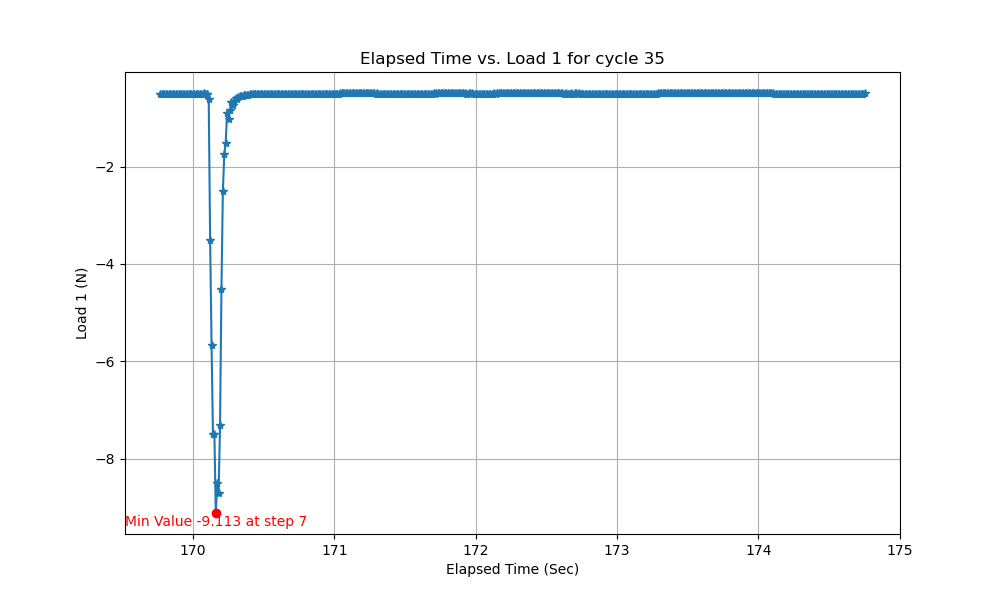 Elapsed Time vs. Load 1 for cycle 35
Load 1 (N)
−2
−4
−6
−8
Min Value -9.113 at step 7
170
171
172
173
174
175
Elapsed Time (Sec)